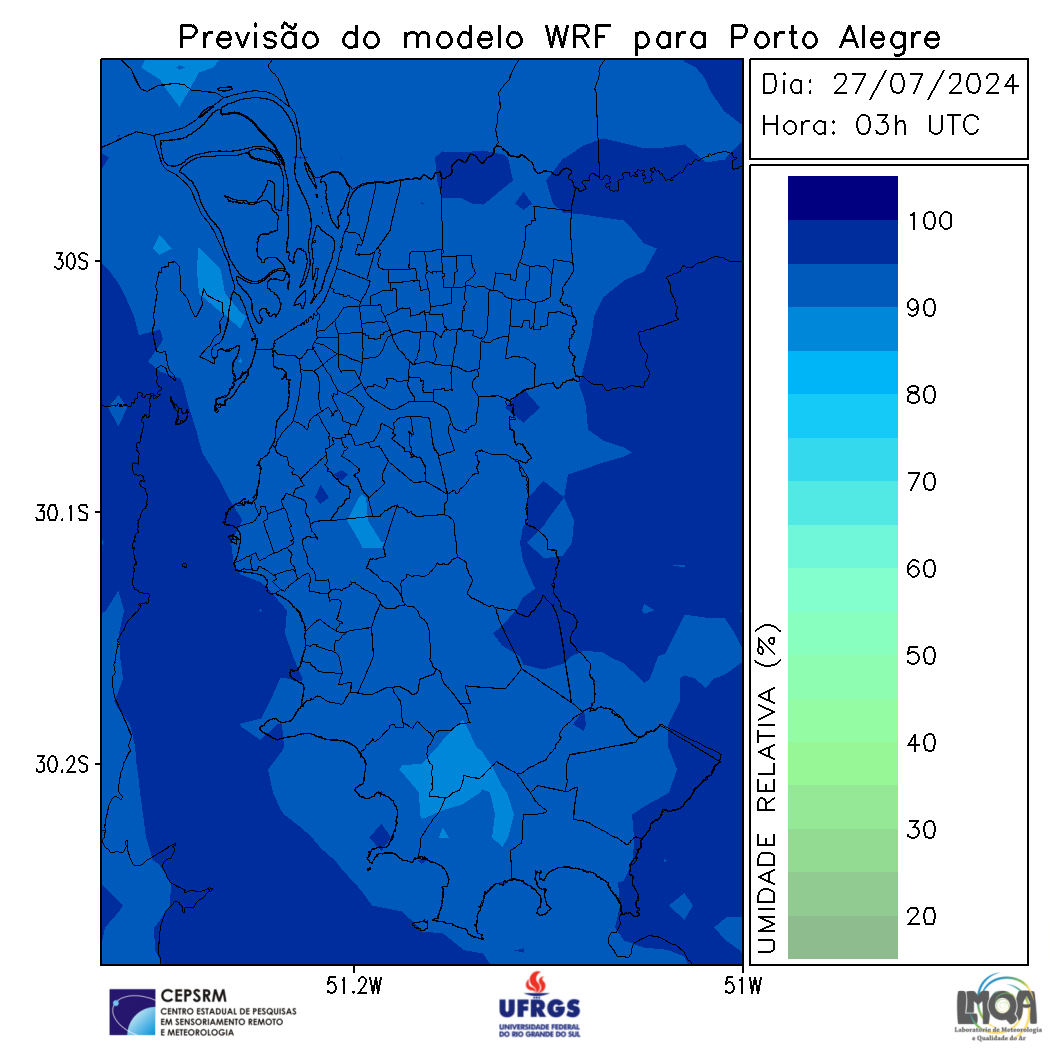 Previsão do modelo WRF para Porto Alegre
Dia: 27/07/2024
Hora: 03h UTC
100
90
80
70
60
50
40
30
20
UMIDADE RELATIVA (%)
30S
30.1S
30.2S
51.2W
51W
CEPSRM
CENTRO ESTADUAL DE PESQUISAS
EM SENSORIAMENTO REMOTO
E METEOROLOGIA
UFRGS
UNIVERSIDADE FEDERAL
DO RIO GRANDE DO SUL
LMQA
Laboratório de Meteorologia
e Qualidade do Ar